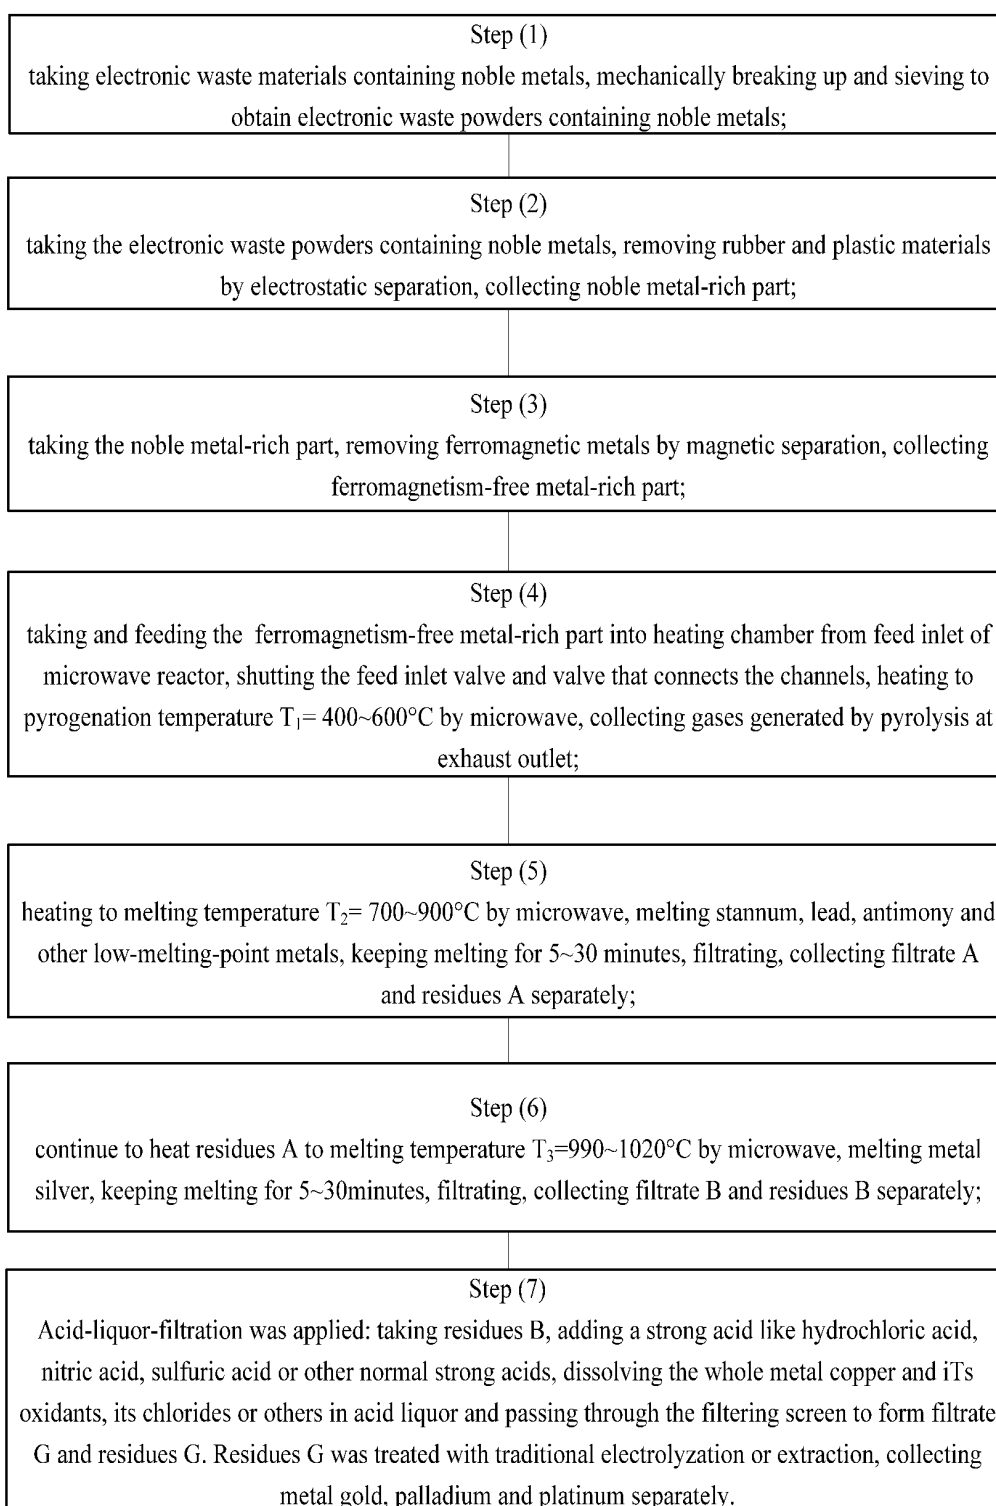 Step (1)
taking electronic waste materials containing noble metals, mechanically breaking up and sieving to
obtain electronic waste powders containing noble metals;
Step (2)
taking the electronic waste powders containing noble metals, removing rubber and plastic materials
by electrostatic separation, collecting noble metal-rich part;
Step (3)
taking the noble metal-rich part, removing ferromagnetic metals by magnetic separation, collecting
ferromagnetism-free metal-rich part;
Step (4)
taking and feeding the ferromagnetism-free metal-rich part into heating chamber from feed inlet of
microwave reactor, shutting the feed inlet valve and valve that connects the channels, heating to
pyrogenation temperature T₁= 400~600°C by microwave, collecting gases generated by pyrolysis at
exhaust outlet;
Step (5)
heating to melting temperature T₂= 700~900°C by microwave, melting stannum, lead, antimony and
other low-melting-point metals, keeping melting for 5~30 minutes, filtrating, collecting filtrate A
and residues A separately;
Step (6)
continue to heat residues A to melting temperature T₃=990~1020°C by microwave, melting metal
silver, keeping melting for 5~30minutes, filtrating, collecting filtrate B and residues B separately;
Step (7)
Acid-liquor-filtration was applied: taking residues B, adding a strong acid like hydrochloric acid,
nitric acid, sulfuric acid or other normal strong acids, dissolving the whole metal copper and iTs
oxidants, its chlorides or others in acid liquor and passing through the filtering screen to form filtrate
G and residues G. Residues G was treated with traditional electrolyzation or extraction, collecting
metal gold, palladium and platinum separately.